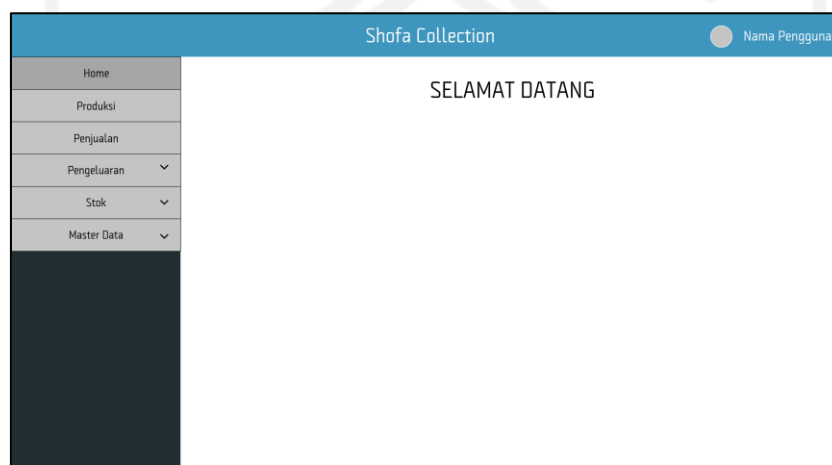 Shofa Collection
Nama Pengguna
Home
SELAMAT DATANG
Produksi
Penjualan
Pengeluaran
Stok
Master Data